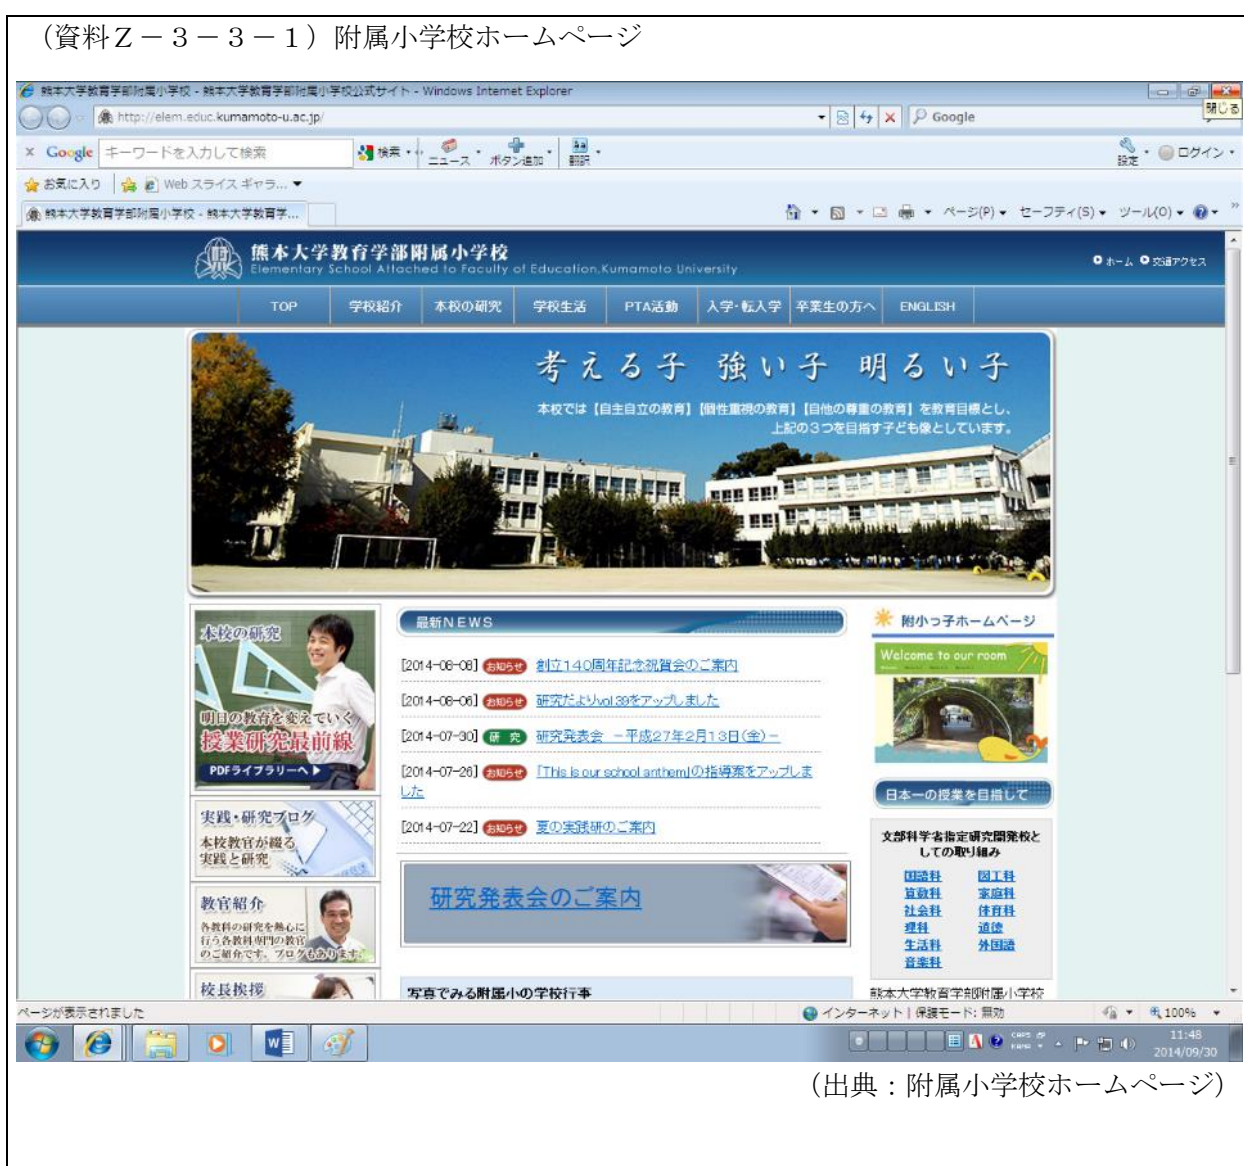 （資料Ｚ－３－３－１）附属小学校ホームページ
熊本大学教育学部附属小学校 - 熊本大学教育学部附属小学校公式サイト - Windows Internet Explorer
閉じる
http://elem.educ.kumamoto-u.ac.jp/
Google
× Google キーワードを入力して検索 検索 ニュース ボタン追加 翻訳 設定 ログイン
お気に入り Web スライス ギャラ...
熊本大学教育学部附属小学校 - 熊本大学教育学... ページ(P) セーフティ(S) ツール(O)
熊本大学教育学部附属小学校
Elementary School Attached to Faculty of Education,Kumamoto University
ホーム 交通アクセス
TOP 学校紹介 本校の研究 学校生活 PTA活動 入学・転入学 卒業生の方へ ENGLISH
考える子 強い子 明るい子
本校では【自主自立の教育】【個性重視の教育】【自他の尊重の教育】を教育目標とし、
上記の３つを目指す子ども像としています。
本校の研究
明日の教育を変えていく
授業研究最前線
PDFライブラリーへ
実践・研究ブログ
本校教官が綴る
実践と研究
教官紹介
各教科の研究を熱心に
行う各教科専門の教官
のご紹介です。ブログもあります。
校長挨拶
最新NEWS
[2014-08-08] お知らせ 創立140周年記念祝賀会のご案内
[2014-08-06] お知らせ 研究だよりvol.39をアップしました
[2014-07-30] 研 究 研究発表会 －平成27年2月13日(金)－
[2014-07-26] お知らせ 「This is our school anthem」の指導案をアップしま
した
[2014-07-22] お知らせ 夏の実践研のご案内
研究発表会のご案内
写真でみる附属小の学校行事
附小っ子ホームページ
Welcome to our room
日本一の授業を目指して
文部科学省指定研究開発校と
しての取り組み
国語科 図工科
算数科 家庭科
社会科 体育科
理科 道徳
生活科 外国語
音楽科
熊本大学教育学部附属小学校
ページが表示されました
インターネット | 保護モード: 無効
100%
CAPS
KANA
11:48
2014/09/30
（出典：附属小学校ホームページ）